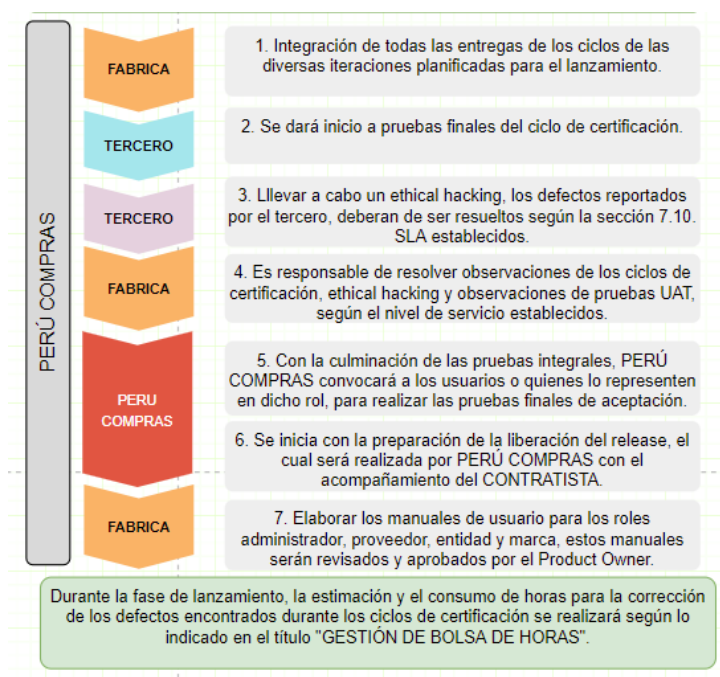 PERÚ COMPRAS
FABRICA
1. Integración de todas las entregas de los ciclos de las
diversas iteraciones planificadas para el lanzamiento.
TERCERO
2. Se dará inicio a pruebas finales del ciclo de certificación.
TERCERO
3. Lllevar a cabo un ethical hacking, los defectos reportados
por el tercero, deberan de ser resueltos según la sección 7.10.
SLA establecidos.
FABRICA
4. Es responsable de resolver observaciones de los ciclos de
certificación, ethical hacking y observaciones de pruebas UAT,
según el nivel de servicio establecidos.
PERU
COMPRAS
5. Con la culminación de las pruebas integrales, PERÚ
COMPRAS convocará a los usuarios o quienes lo representen
en dicho rol, para realizar las pruebas finales de aceptación.
6. Se inicia con la preparación de la liberación del release, el
cual será realizada por PERÚ COMPRAS con el
acompañamiento del CONTRATISTA.
FABRICA
7. Elaborar los manuales de usuario para los roles
administrador, proveedor, entidad y marca, estos manuales
serán revisados y aprobados por el Product Owner.
Durante la fase de lanzamiento, la estimación y el consumo de horas para la corrección
de los defectos encontrados durante los ciclos de certificación se realizará según lo
indicado en el título "GESTIÓN DE BOLSA DE HORAS".